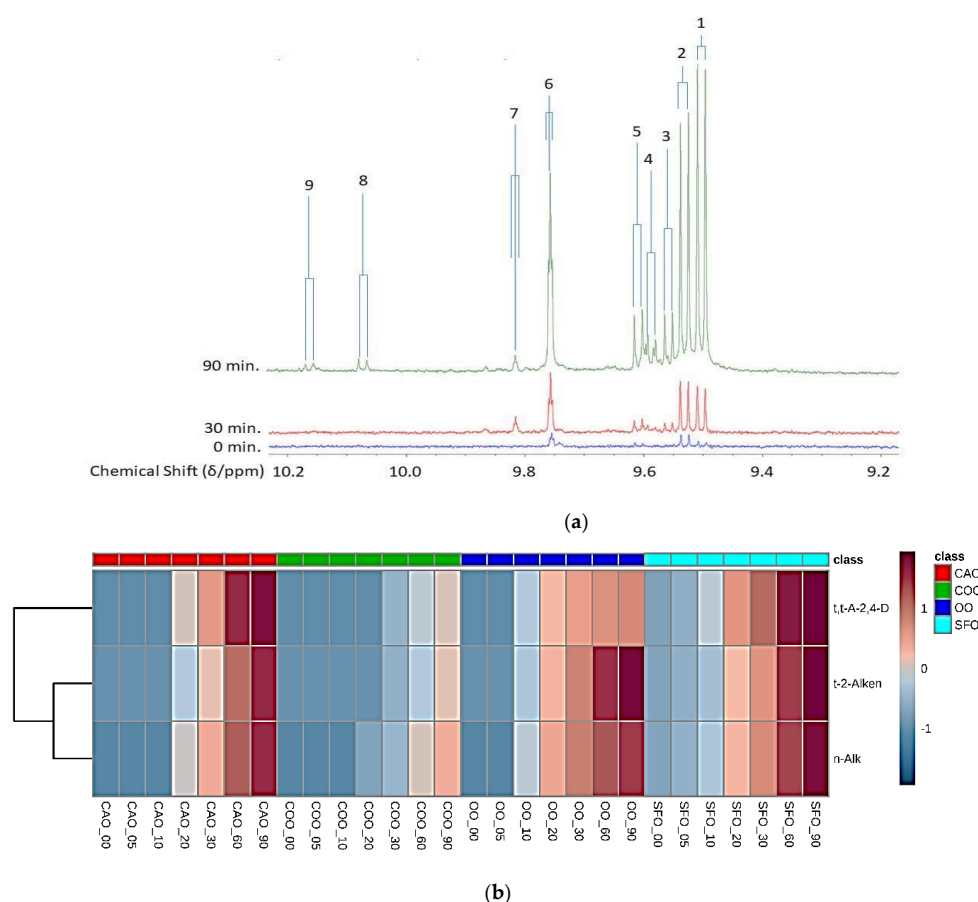 1
2
6
7
5
3
4
8
9
90 min.
30 min.
0 min.
Chemical Shift (δ/ppm) 10.2 10.0 9.8 9.6 9.4 9.2
(a)
class
class
CAO
COO
OO
SFO
t,t-A-2,4-D
t-2-Alken
n-Alk
1
0
-1
CAO_00 CAO_05 CAO_10 CAO_20 CAO_30 CAO_60 CAO_90 COO_00 COO_05 COO_10 COO_20 COO_30 COO_60 COO_90 OO_00 OO_05 OO_10 OO_20 OO_30 OO_60 OO_90 SFO_00 SFO_05 SFO_10 SFO_20 SFO_30 SFO_60 SFO_90
(b)